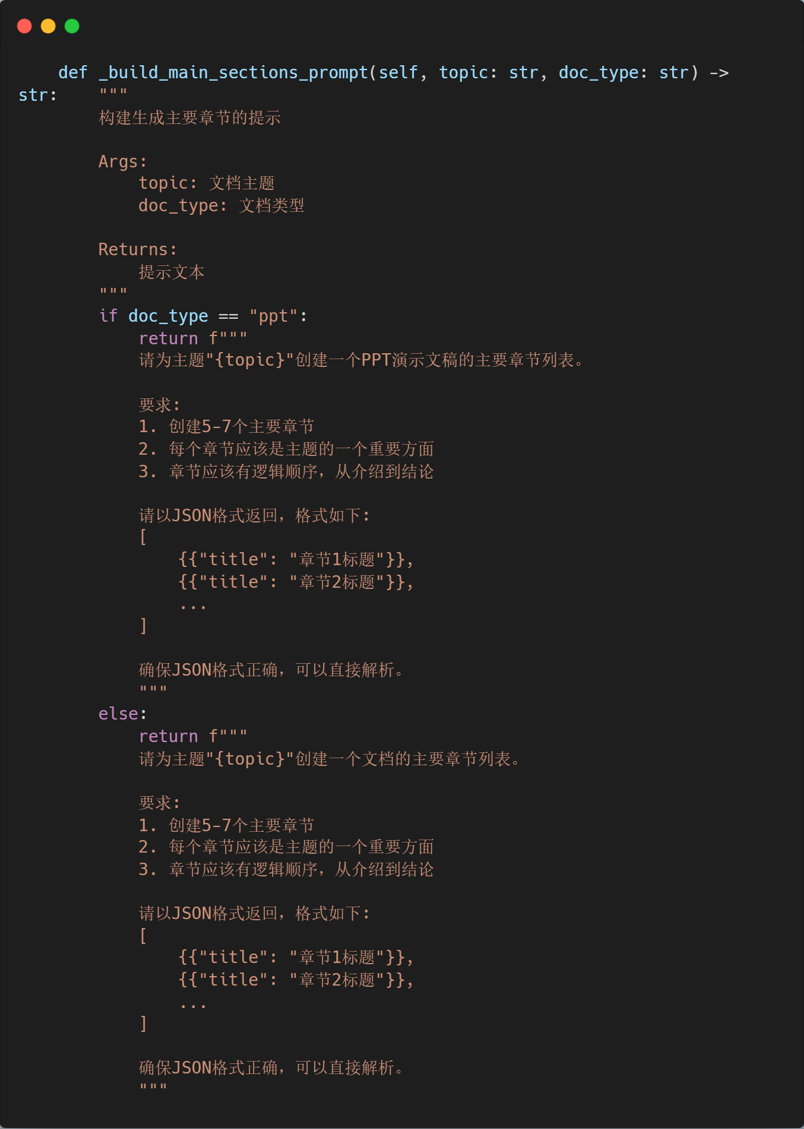 def _build_main_sections_prompt(self, topic: str, doc_type: str) ->
str:    """
        构建生成主要章节的提示

        Args:
            topic: 文档主题
            doc_type: 文档类型

        Returns:
            提示文本
        """
        if doc_type == "ppt":
            return f"""
            请为主题"{topic}"创建一个PPT演示文稿的主要章节列表。

            要求:
            1. 创建5-7个主要章节
            2. 每个章节应该是主题的一个重要方面
            3. 章节应该有逻辑顺序，从介绍到结论

            请以JSON格式返回，格式如下:
            [
                {{"title": "章节1标题"}},
                {{"title": "章节2标题"}},
                ...
            ]

            确保JSON格式正确，可以直接解析。
            """
        else:
            return f"""
            请为主题"{topic}"创建一个文档的主要章节列表。

            要求:
            1. 创建5-7个主要章节
            2. 每个章节应该是主题的一个重要方面
            3. 章节应该有逻辑顺序，从介绍到结论

            请以JSON格式返回，格式如下:
            [
                {{"title": "章节1标题"}},
                {{"title": "章节2标题"}},
                ...
            ]

            确保JSON格式正确，可以直接解析。
            """